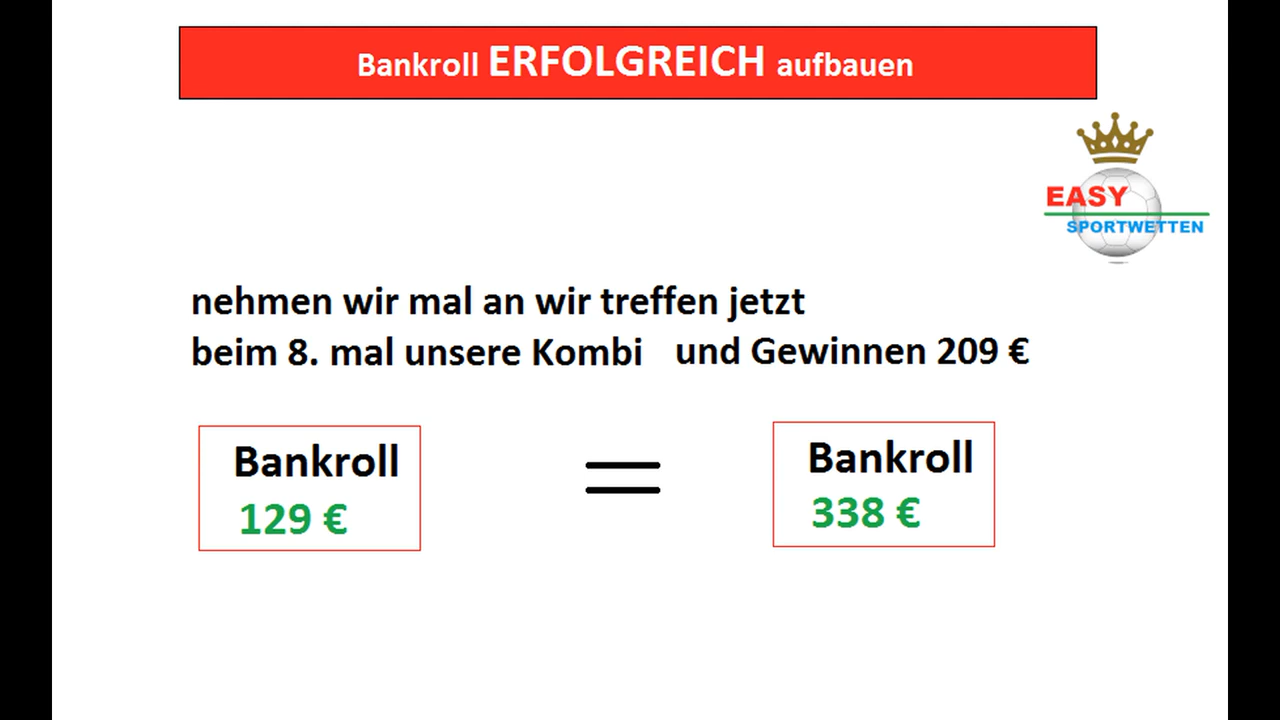 Bankroll ERFOLGREICH aufbauen
EASY
SPORTWETTEN
nehmen wir mal an wir treffen jetzt
beim 8. mal unsere Kombi und Gewinnen 209 €
Bankroll
129 €
=
Bankroll
338 €